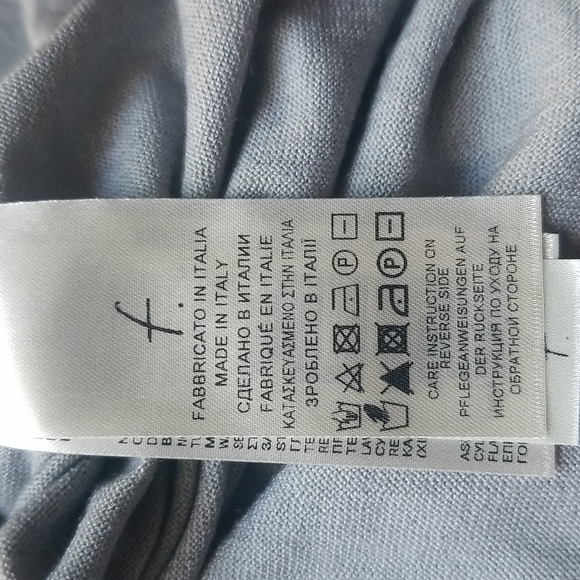 f.
FABBRICATO IN ITALIA
MADE IN ITALY
СДЕЛАНО В ИТАЛИИ
FABRIQUÉ EN ITALIE
ΚΑΤΑΣΚΕΥΑΣΜΕΝΟ ΣΤΗΝ ΙΤΑΛΙΑ
ЗРОБЛЕНО В ІТАЛІЇ
P
P
CARE INSTRUCTION ON
REVERSE SIDE
PFLEGEANWEISUNGEN AUF
DER RÜCKSEITE
ИНСТРУКЦИЯ ПО УХОДУ НА
ОБРАТНОЙ СТОРОНЕ